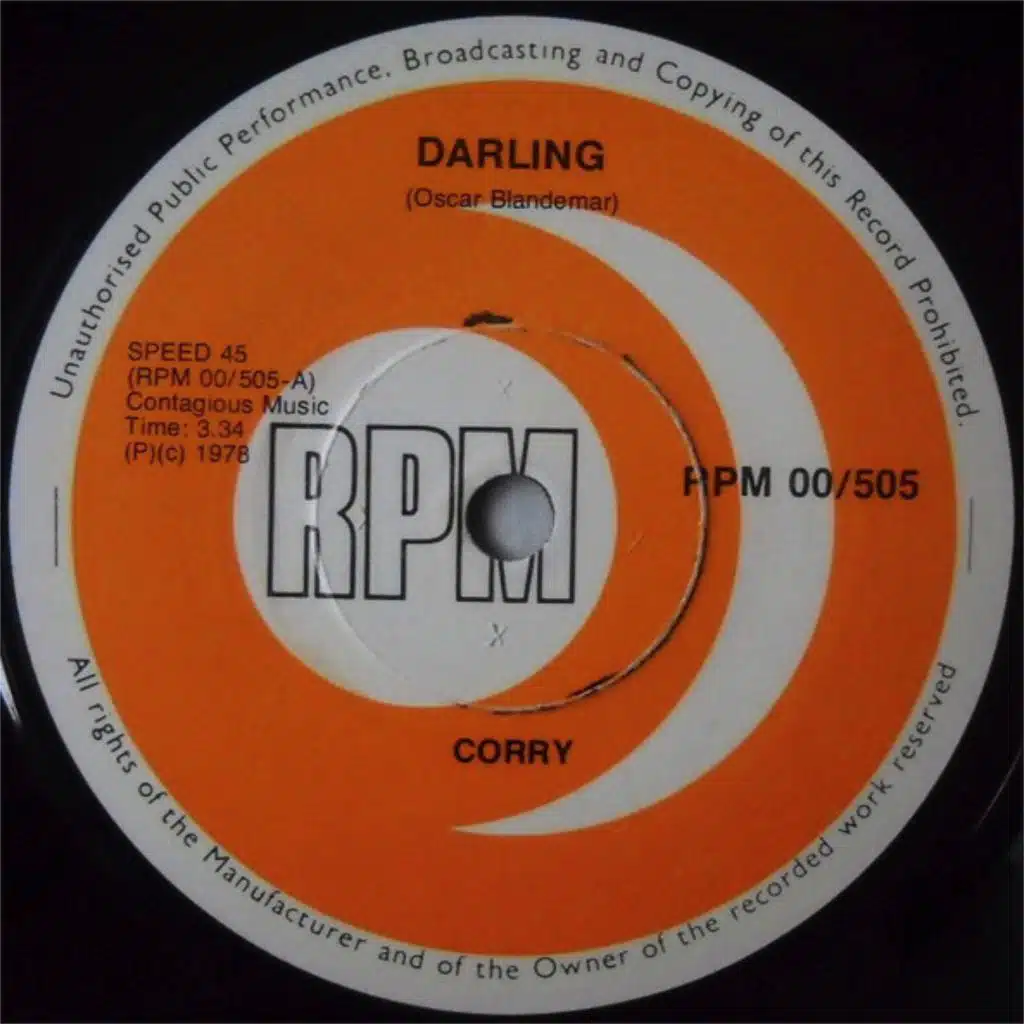 Unauthorised Public Performance, Broadcasting and Copying of this Record Prohibited.
DARLING
(Oscar Blandemar)
SPEED 45
(RPM 00/505-A)
Contagious Music
Time: 3.34
(P)(c) 1978
RPM
RPM 00/505
CORRY
All rights of the Manufacturer and of the Owner of the recorded work reserved